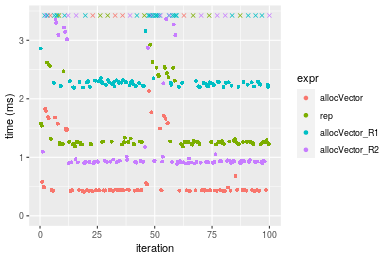 time (ms)
3
2
1
0
0
25
50
75
100
iteration
expr
allocVector
rep
allocVector_R1
allocVector_R2